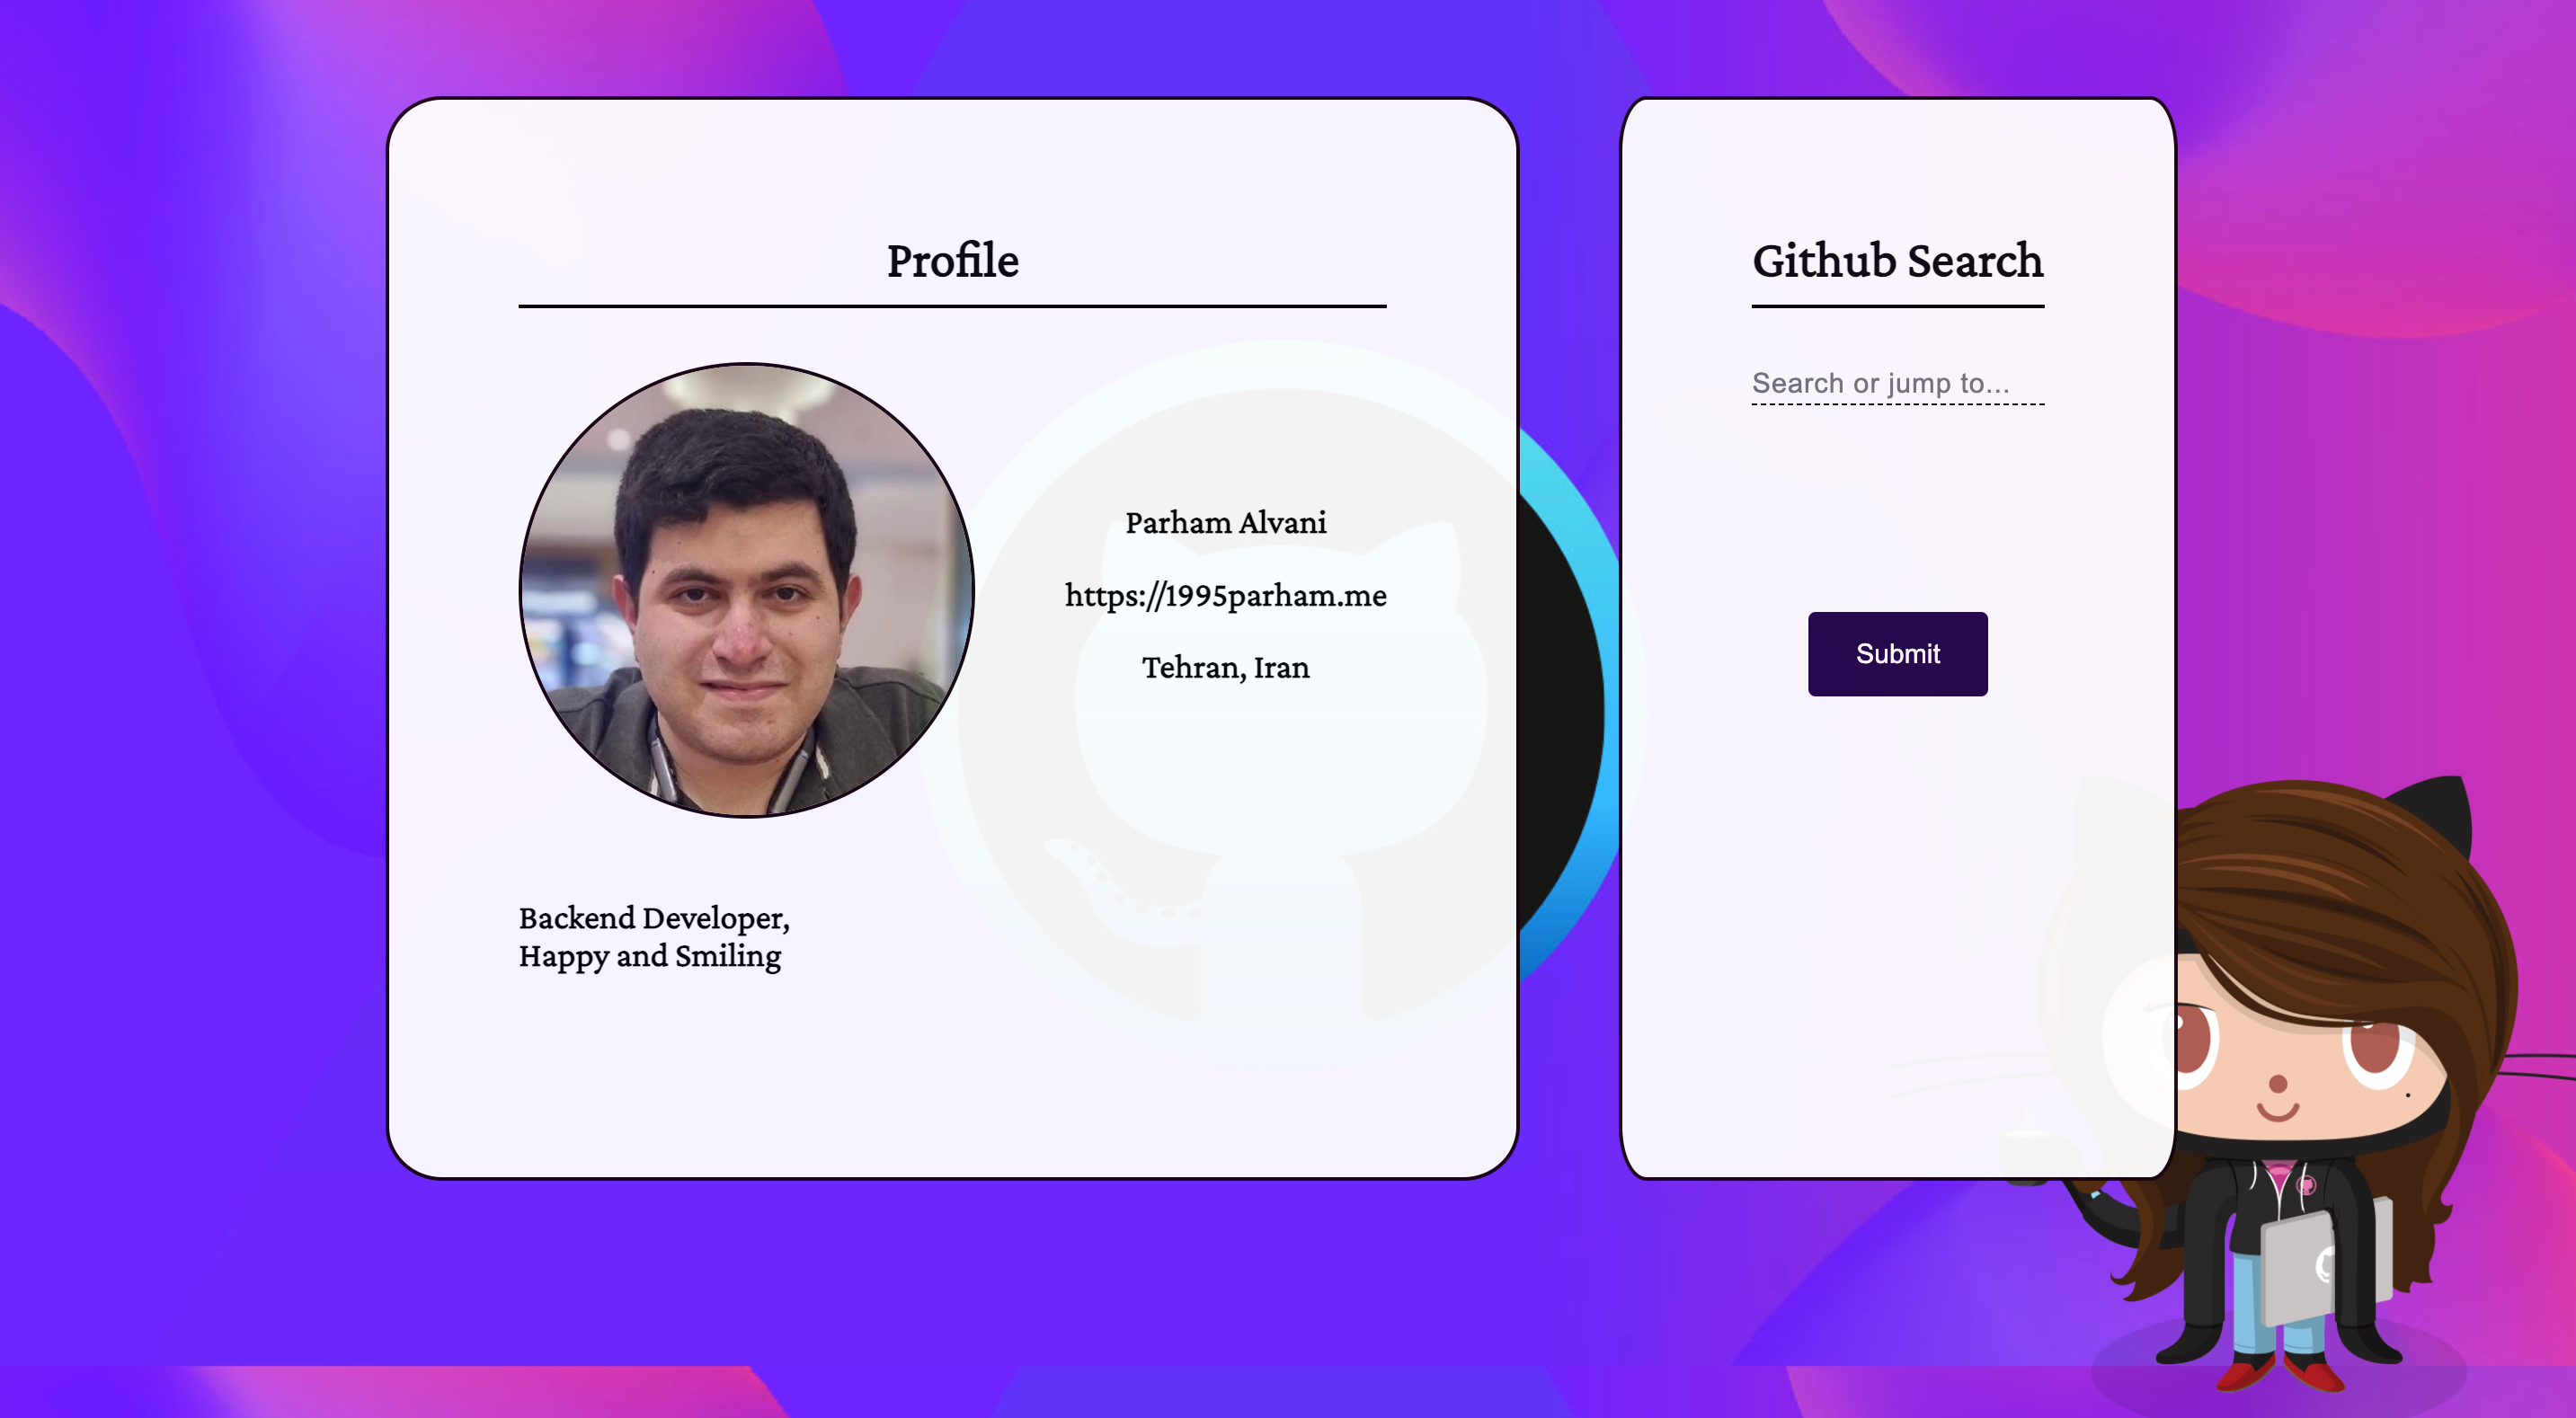 Profile
Parham Alvani
https://1995parham.me
Tehran, Iran
Backend Developer,
Happy and Smiling
Github Search
Search or jump to...
Submit